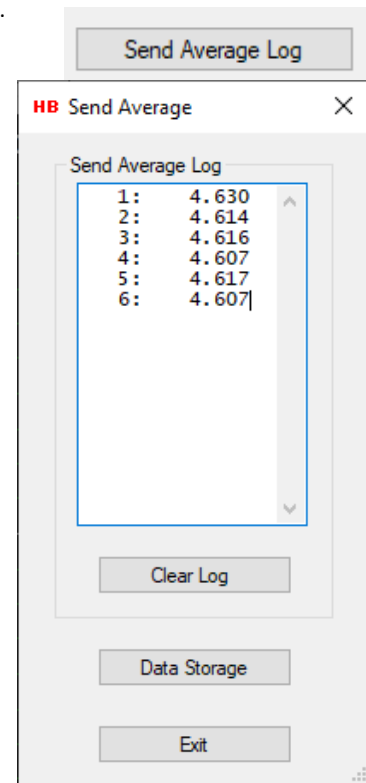 .
Send Average Log
HB Send Average
Send Average Log
1: 4.630
2: 4.614
3: 4.616
4: 4.607
5: 4.617
6: 4.607
Clear Log
Data Storage
Exit